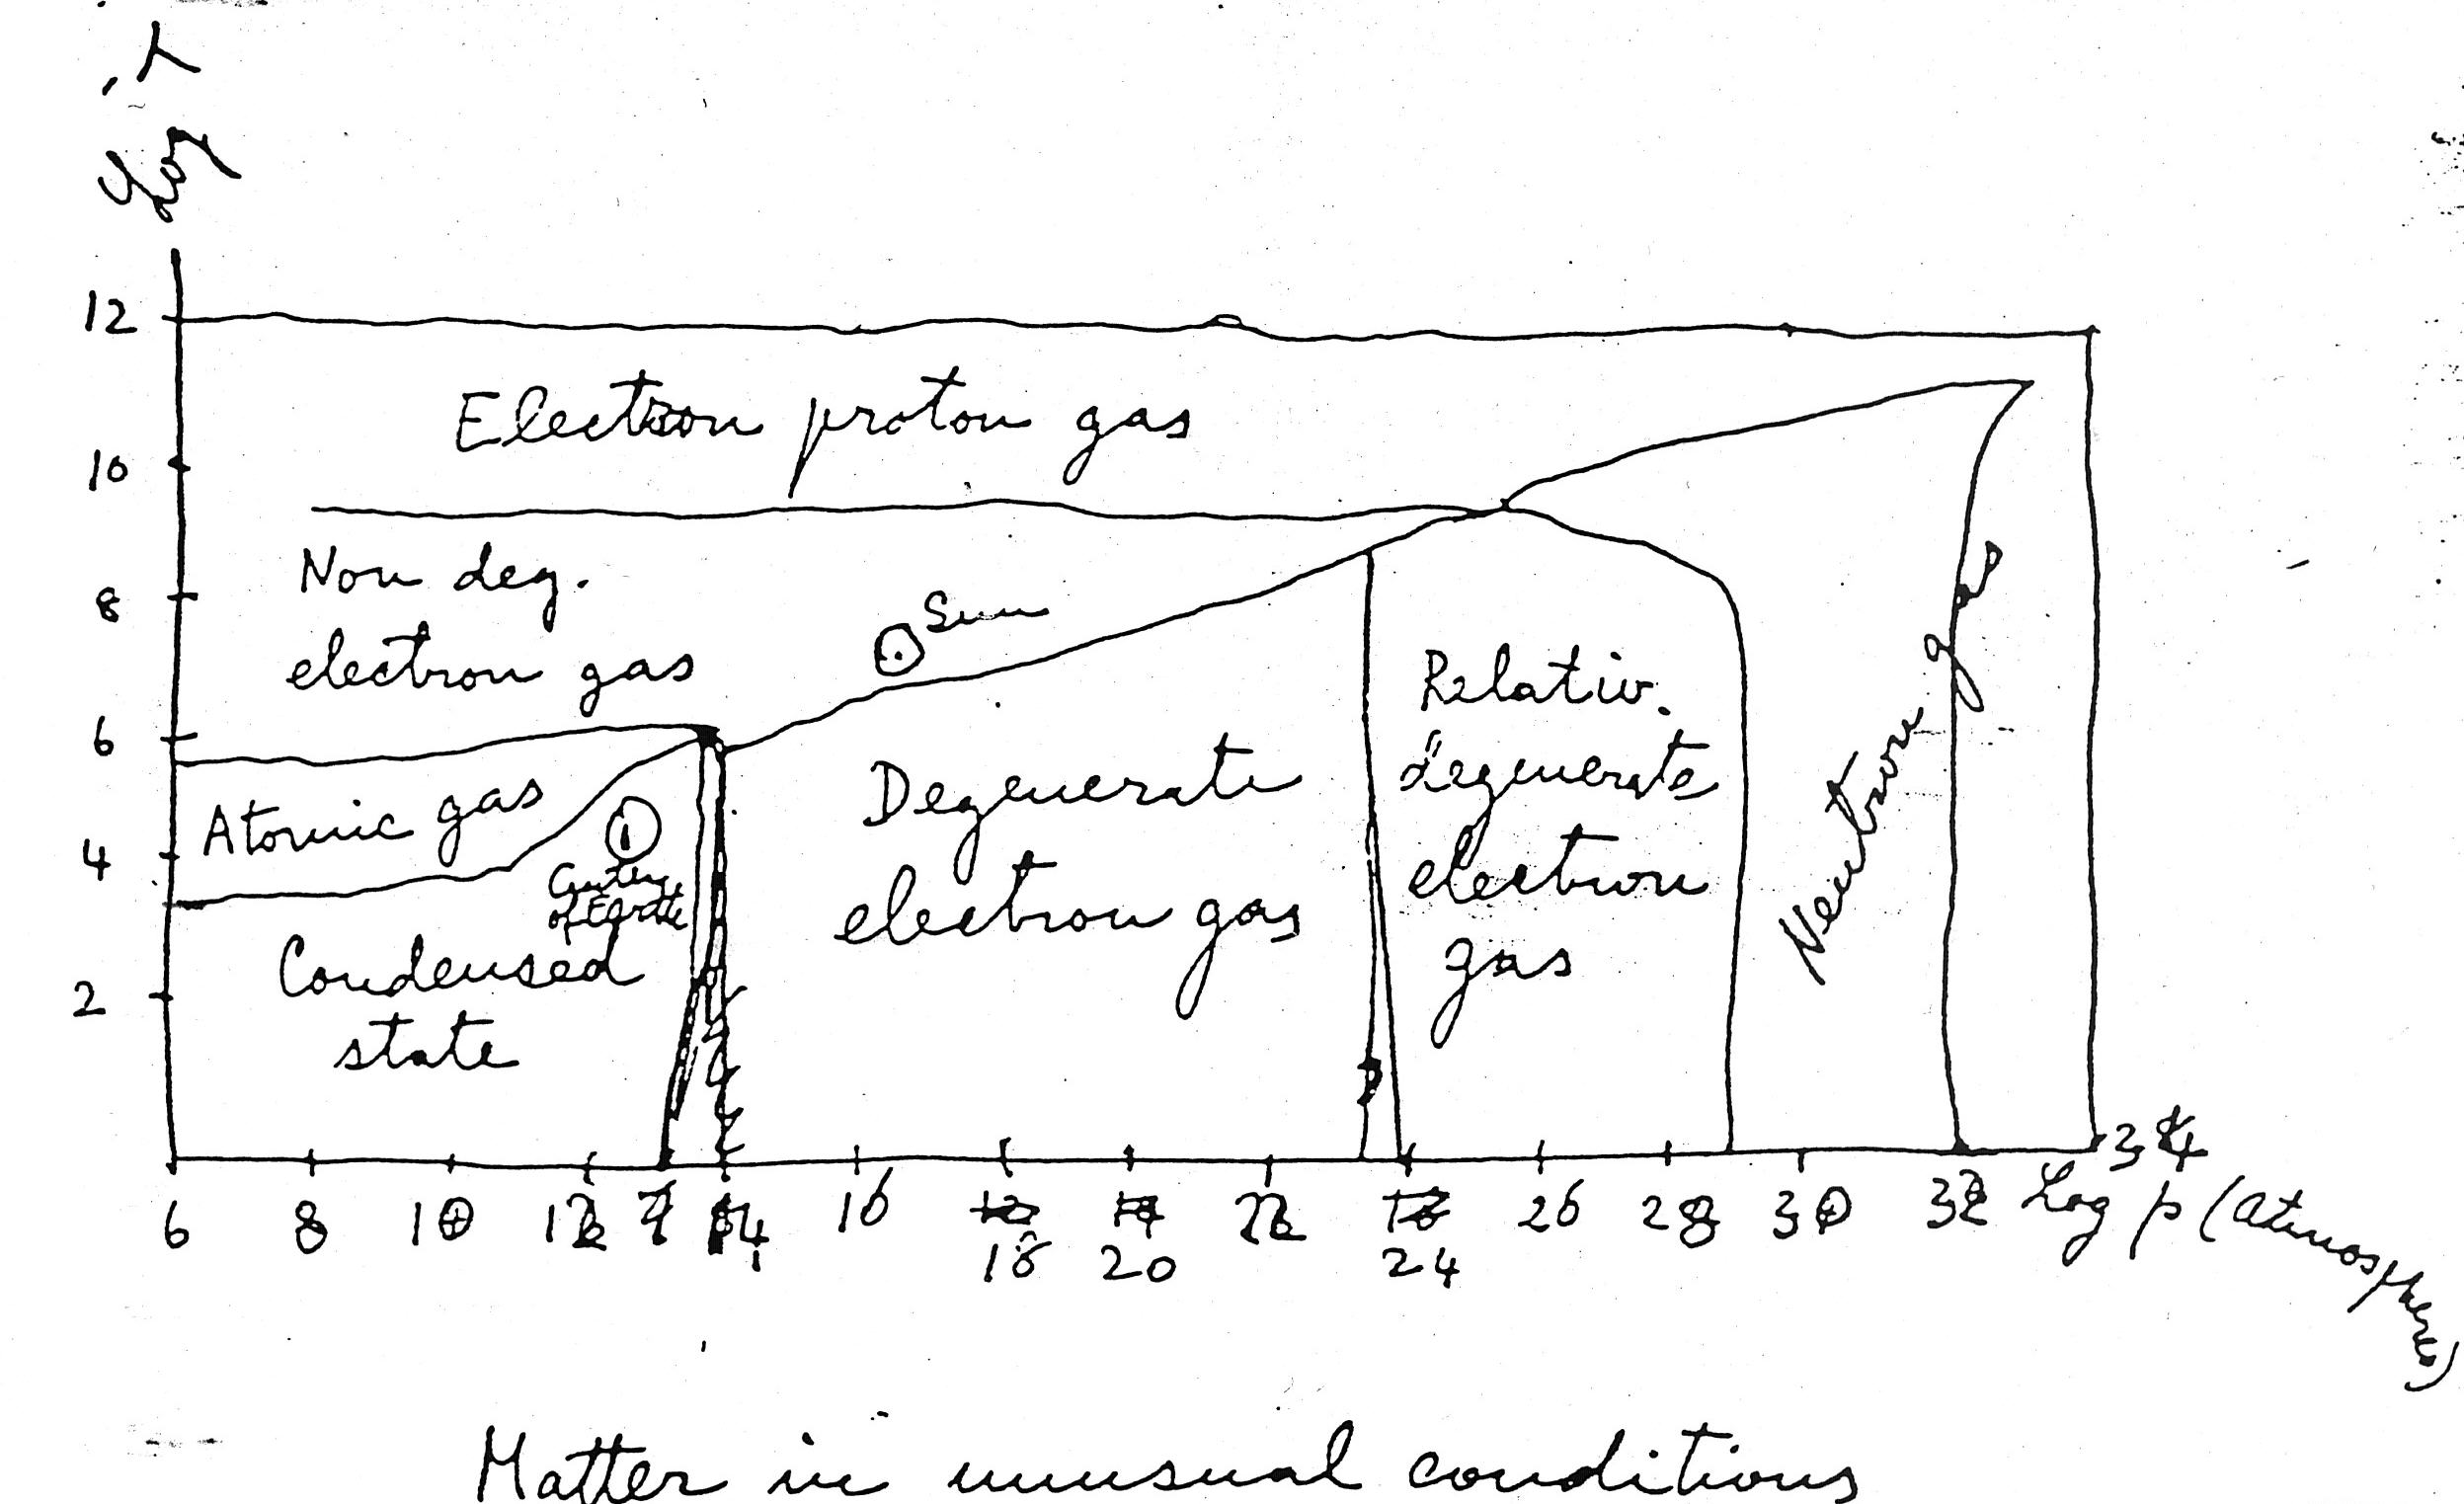 Log T
12
Electron proton gas
10
Non deg.
electron gas
8
Sun
6
Atomic gas
4
Center
of Earth
Condensed
state
2
Degenerate
electron gas
Relativ.
degenerate
electron
gas
Neutron gas
6 8 10 12 14 16 18 20 22 24 26 28 30 32 34
Log p (atmospheres)
Matter in unusual conditions